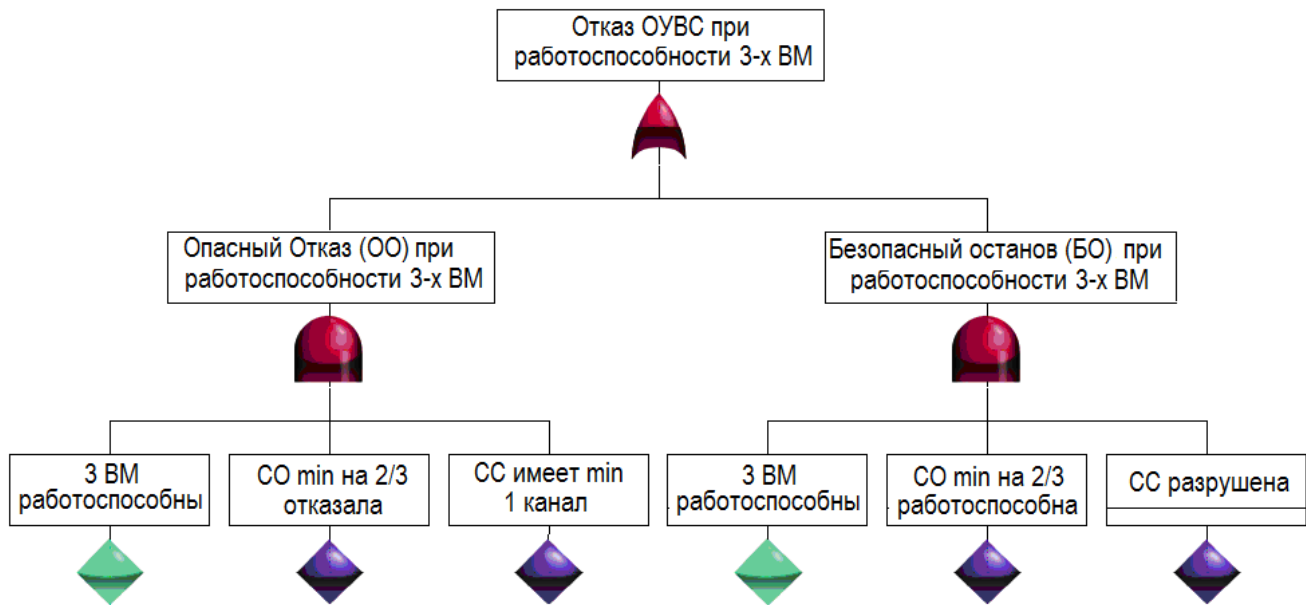 Отказ ОУВС при
работоспособности 3-х ВМ
Опасный Отказ (ОО) при
работоспособности 3-х ВМ
Безопасный останов (БО) при
работоспособности 3-х ВМ
3 ВМ
работоспособны
СО min на 2/3
отказала
СС имеет min
1 канал
3 ВМ
работоспособны
СО min на 2/3
работоспособна
СС разрушена